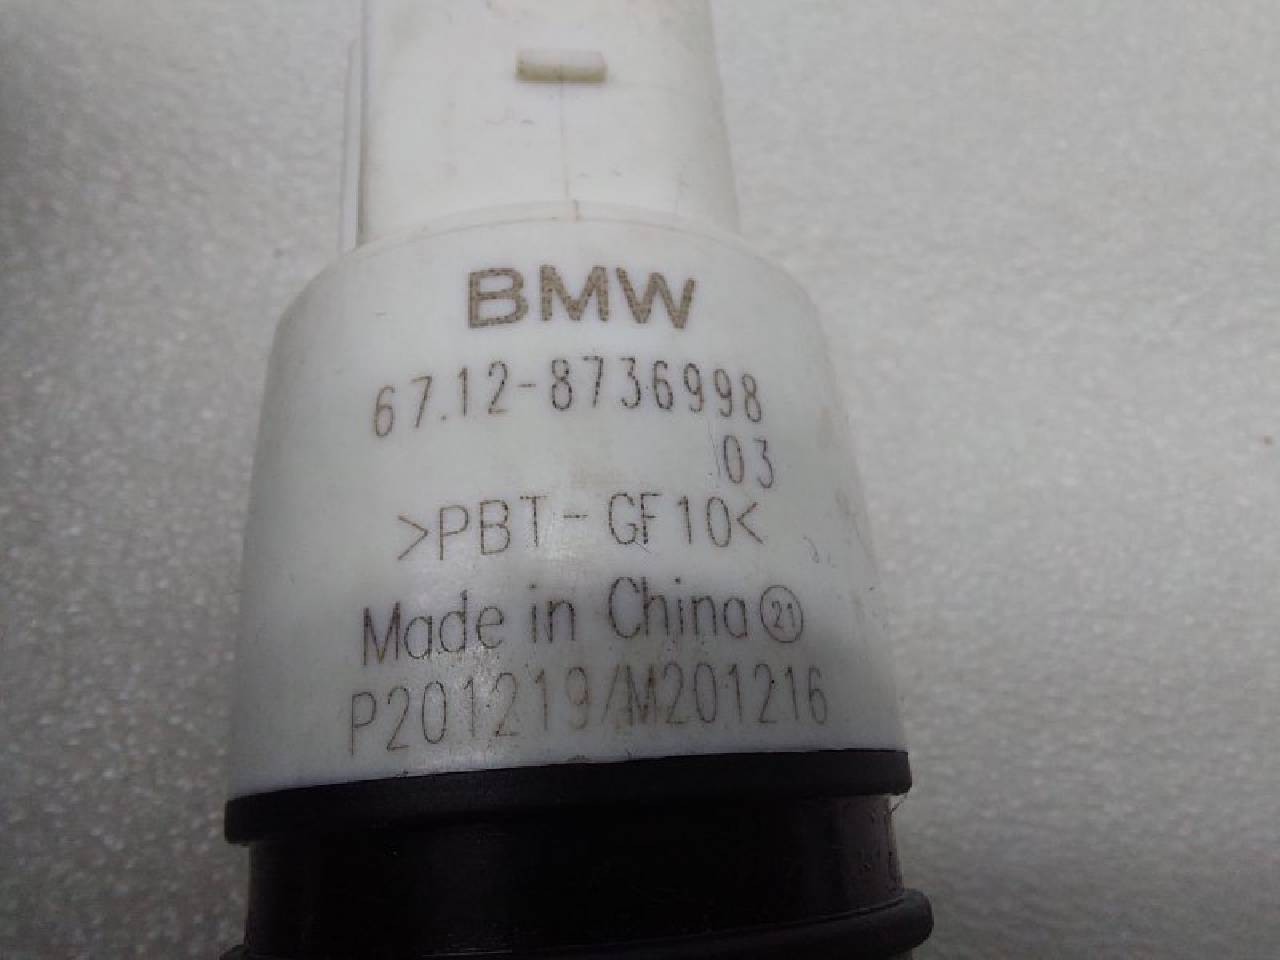 BMW
67.12-8736998
03
>PBT-GF10<
Made in China 21
P201219/M201216